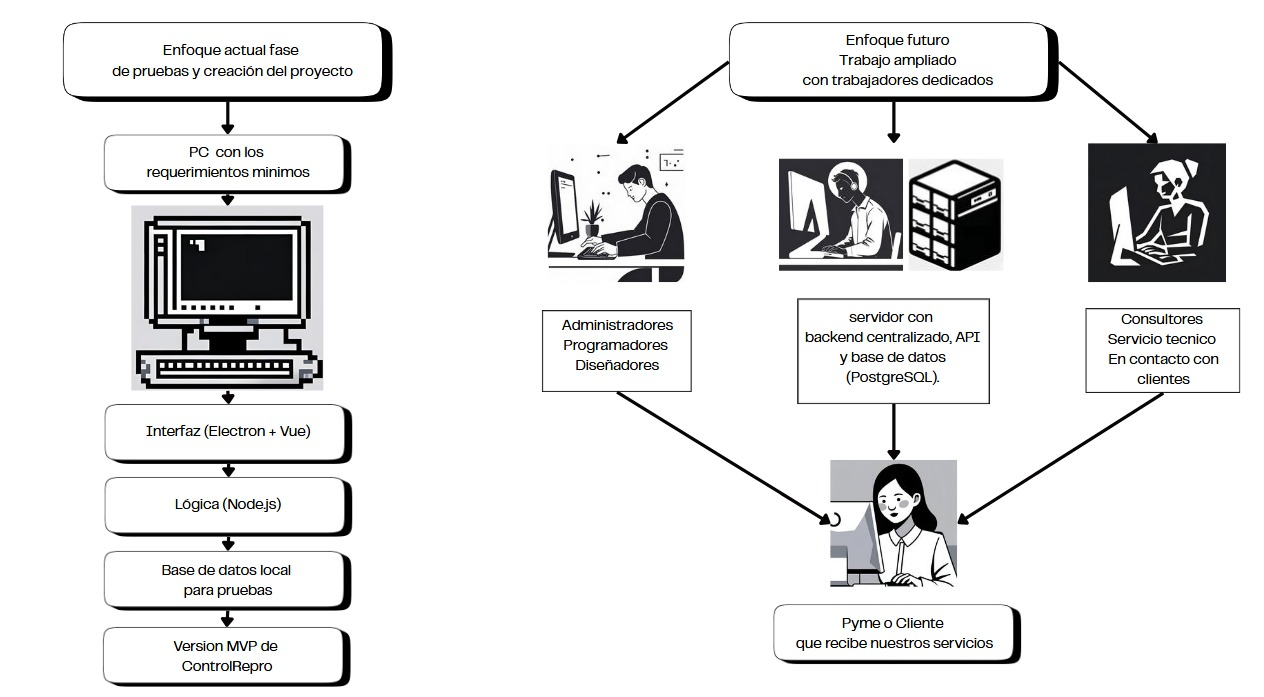 Enfoque actual fase
de pruebas y creación del proyecto
PC con los
requerimientos minimos
Interfaz (Electron + Vue)
Lógica (Node.js)
Base de datos local
para pruebas
Version MVP de
ControlRepro
Enfoque futuro
Trabajo ampliado
con trabajadores dedicados
Administradores
Programadores
Diseñadores
servidor con
backend centralizado, API
y base de datos
(PostgreSQL).
Consultores
Servicio tecnico
En contacto con
clientes
Pyme o Cliente
que recibe nuestros servicios